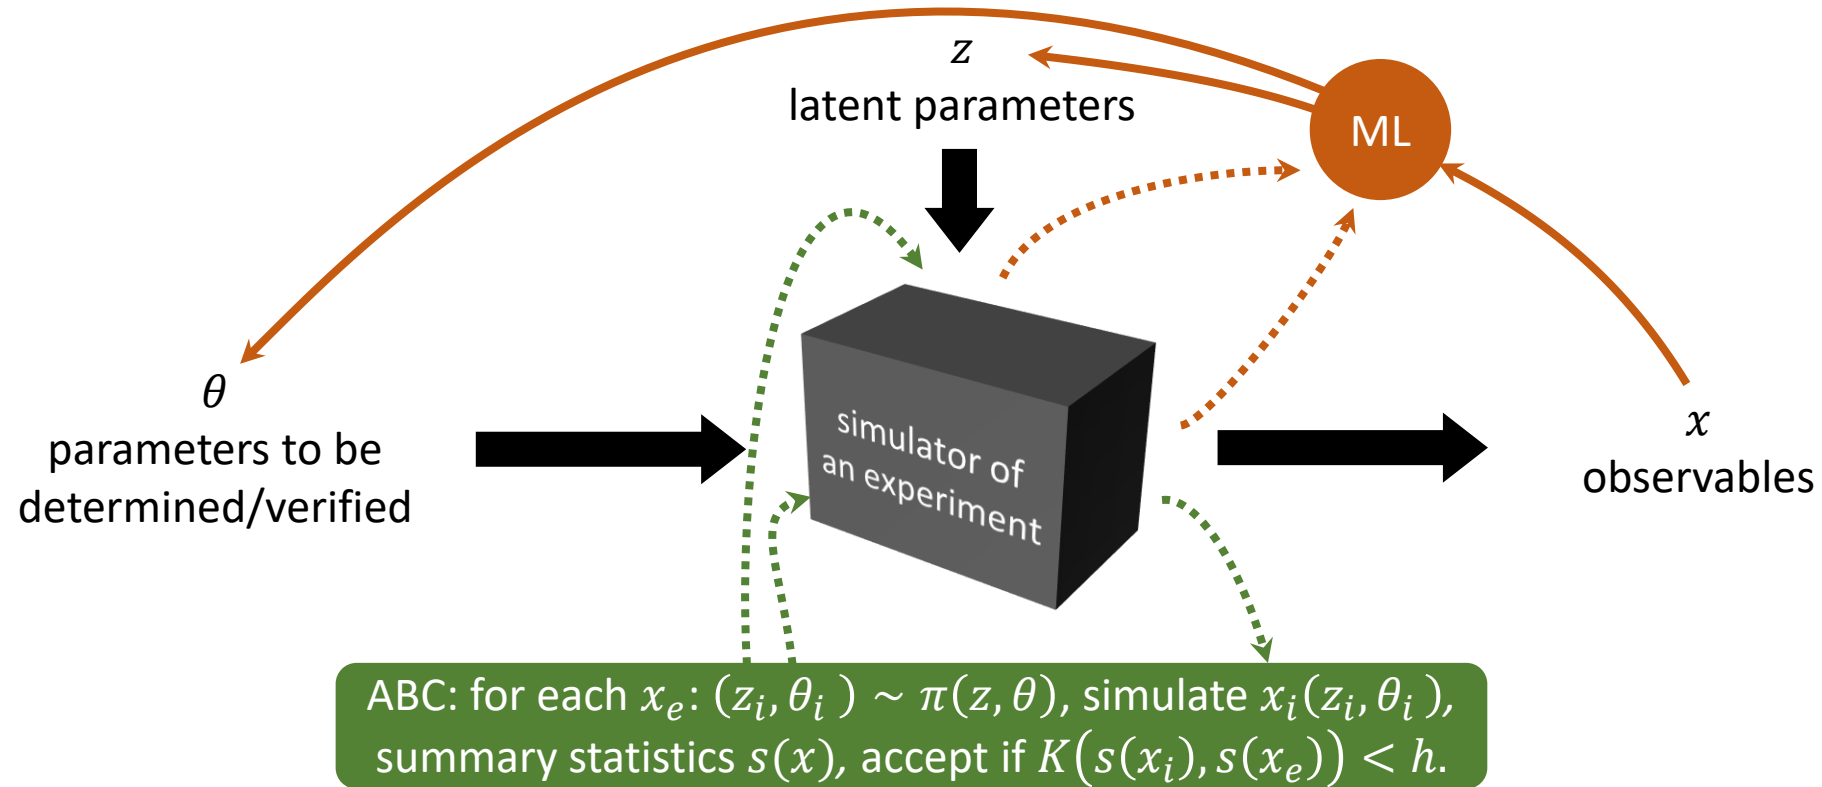 z
latent parameters
ML
θ
parameters to be
determined/verified
simulator of
an experiment
x
observables
ABC: for each xₑ: (zᵢ, θᵢ) ~ π(z, θ), simulate xᵢ(zᵢ, θᵢ),
summary statistics s(x), accept if K(s(xᵢ), s(xₑ)) < h.